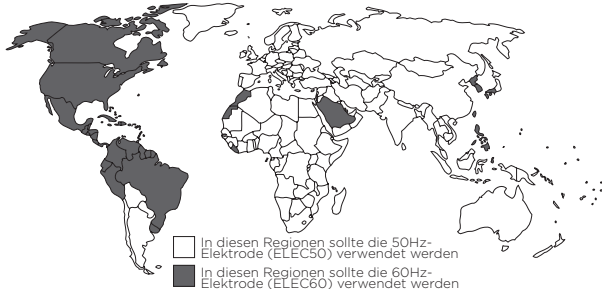 In diesen Regionen sollte die 50Hz-
Elektrode (ELEC50) verwendet werden
In diesen Regionen sollte die 60Hz-
Elektrode (ELEC60) verwendet werden